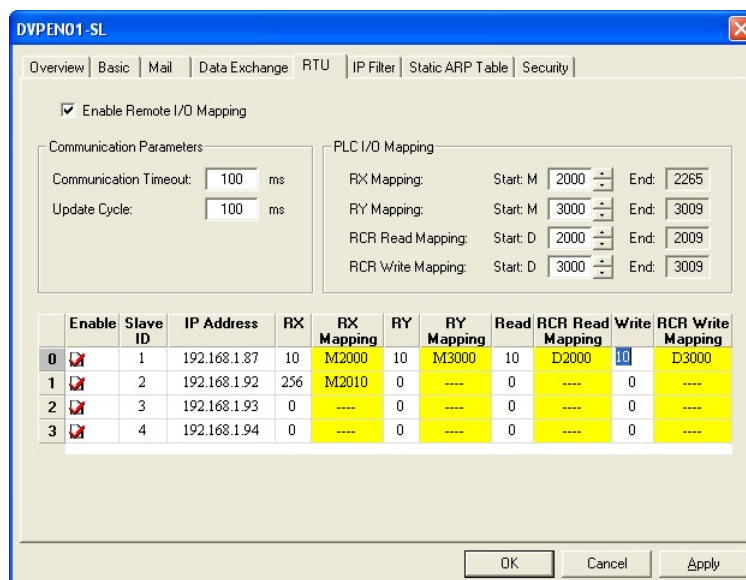 DVPEN01-SL
Overview Basic Mail Data Exchange RTU IP Filter Static ARP Table Security
Enable Remote I/O Mapping
Communication Parameters
Communication Timeout: 100 ms
Update Cycle: 100 ms
PLC I/O Mapping
RX Mapping: Start: M 2000 End: 2265
RY Mapping: Start: M 3000 End: 3009
RCR Read Mapping: Start: D 2000 End: 2009
RCR Write Mapping: Start: D 3000 End: 3009
Enable Slave ID IP Address RX RX Mapping RY RY Mapping Read RCR Read Mapping Write RCR Write Mapping
0 1 192.168.1.87 10 M2000 10 M3000 10 D2000 10 D3000
1 2 192.168.1.92 256 M2010 0 ---- 0 ---- 0 ----
2 3 192.168.1.93 0 ---- 0 ---- 0 ---- 0 ----
3 4 192.168.1.94 0 ---- 0 ---- 0 ---- 0 ----
OK Cancel Apply